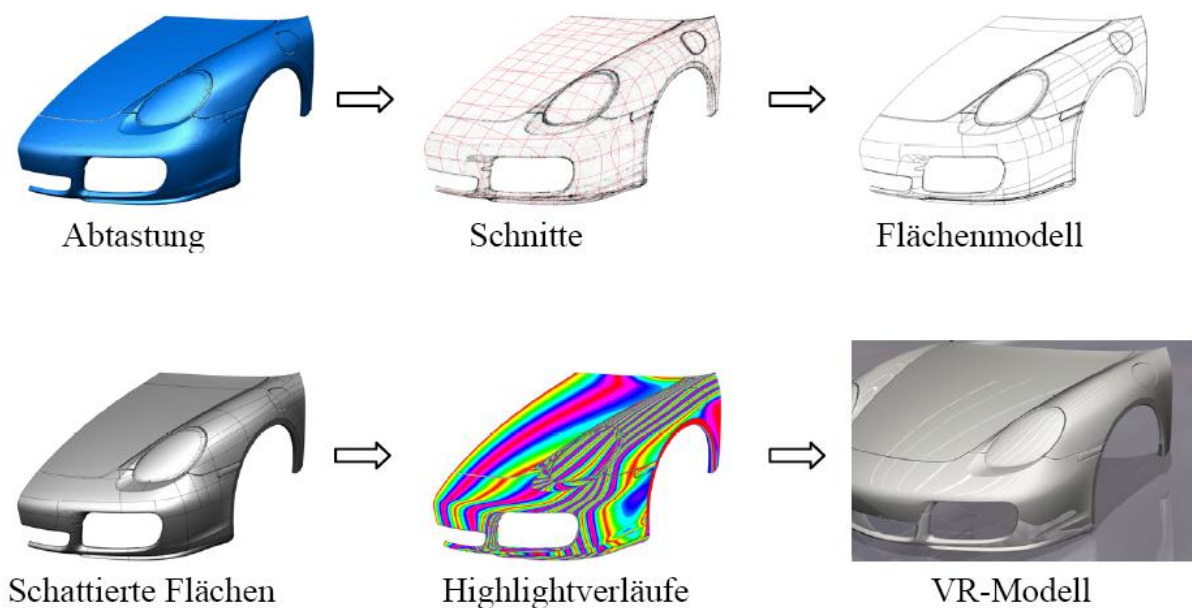 Abtastung
Schnitte
Flächenmodell
Schattierte Flächen
Highlightverläufe
VR-Modell